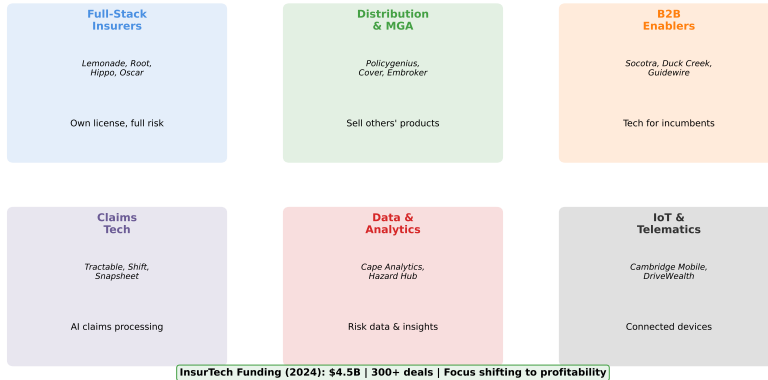 Full-Stack
Insurers
Lemonade, Root,
Hippo, Oscar
Own license, full risk
Distribution
& MGA
Policygenius,
Cover, Embroker
Sell others' products
B2B
Enablers
Socotra, Duck Creek,
Guidewire
Tech for incumbents
Claims
Tech
Tractable, Shift,
Snapsheet
AI claims processing
Data &
Analytics
Cape Analytics,
Hazard Hub
Risk data & insights
IoT &
Telematics
Cambridge Mobile,
DriveWealth
Connected devices
InsurTech Funding (2024): $4.5B | 300+ deals | Focus shifting to profitability